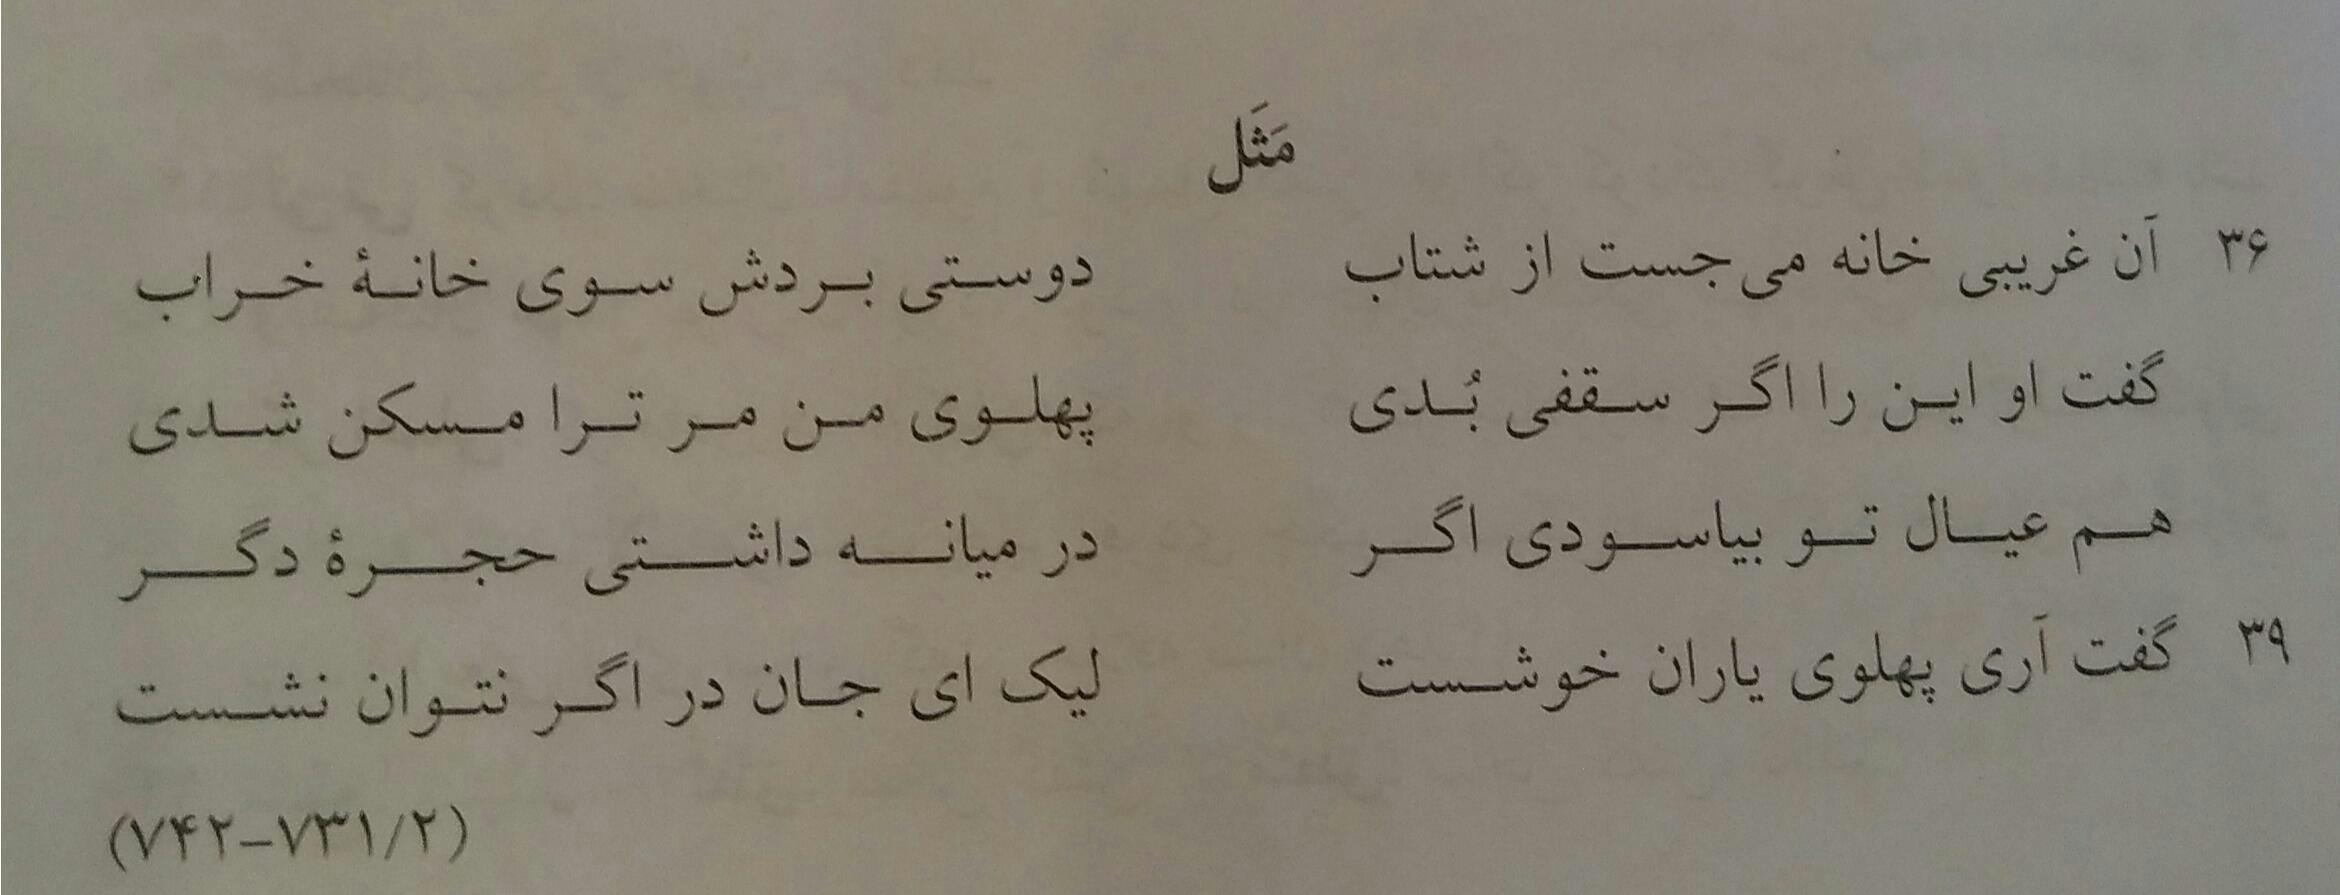 مَثَل
۳۶ آن غریبی خانه می‌جست از شتاب دوستی بردش سوی خانهٔ خراب
گفت او این را اگر سقفی بُدی پهلوی من مر ترا مسکن شدی
هم عیال تو بیاسودی اگر در میانه داشتی حجرهٔ دگر
۳۹ گفت آری پهلوی یاران خوشست لیک ای جان در اگر نتوان نشست
(۷۴۲-۷۳۱/۲)